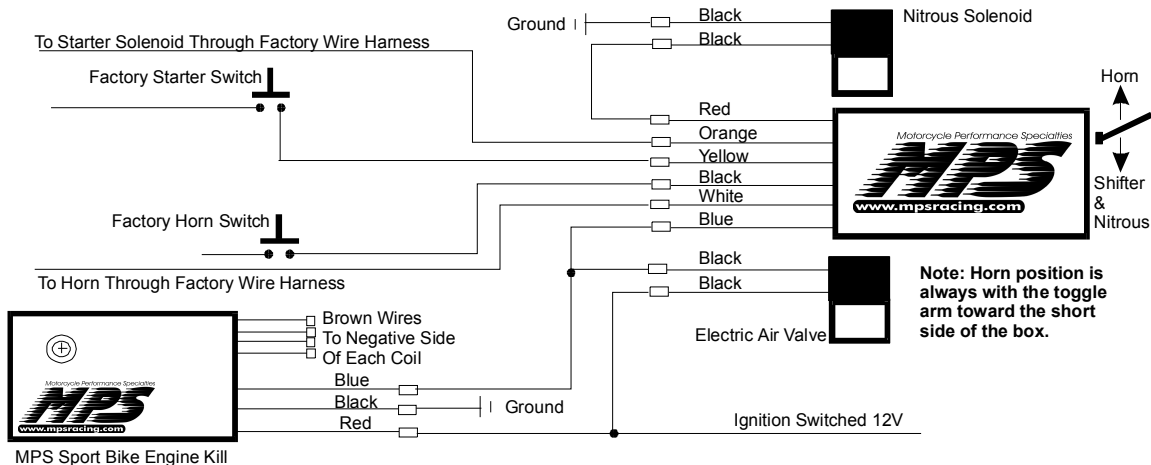 Ground
Black
Nitrous Solenoid
Black
To Starter Solenoid Through Factory Wire Harness
Factory Starter Switch
Horn
Red
Orange
Motorcycle Performance Specialties
Yellow
MPS
Black
Shifter
&
Nitrous
White
www.mpsracing.com
Factory Horn Switch
Blue
Black
To Horn Through Factory Wire Harness
Black
Note: Horn position is
always with the toggle
arm toward the short
side of the box.
Electric Air Valve
Brown Wires
To Negative Side
Of Each Coil
Blue
Motorcycle Performance Specialties
MPS
www.mpsracing.com
Black
Ground
Red
Ignition Switched 12V
MPS Sport Bike Engine Kill